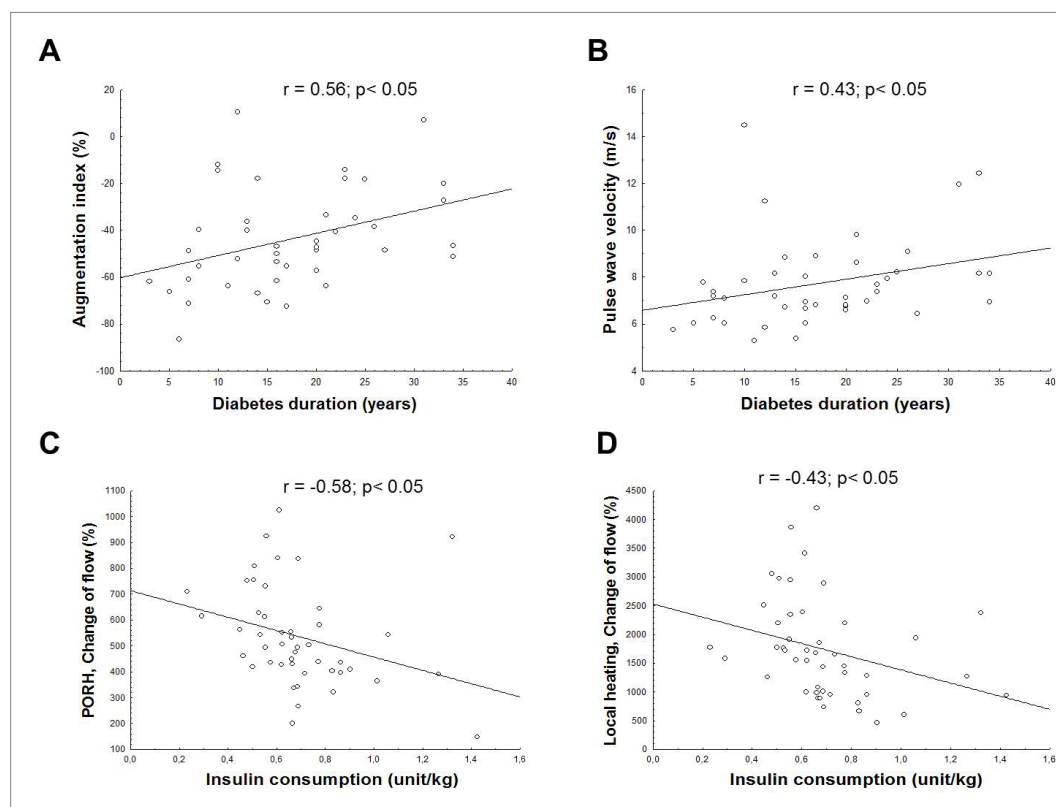 A
r = 0.56; p< 0.05
Augmentation index (%)
20
0
-20
-40
-60
-80
-100
0 5 10 15 20 25 30 35 40
Diabetes duration (years)
B
r = 0.43; p< 0.05
Pulse wave velocity (m/s)
16
14
12
10
8
6
4
0 5 10 15 20 25 30 35 40
Diabetes duration (years)
C
r = -0.58; p< 0.05
PORH, Change of flow (%)
1100
1000
900
800
700
600
500
400
300
200
100
0,0 0,2 0,4 0,6 0,8 1,0 1,2 1,4 1,6
Insulin consumption (unit/kg)
D
r = -0.43; p< 0.05
Local heating, Change of flow (%)
4500
4000
3500
3000
2500
2000
1500
1000
500
0
0,0 0,2 0,4 0,6 0,8 1,0 1,2 1,4 1,6
Insulin consumption (unit/kg)